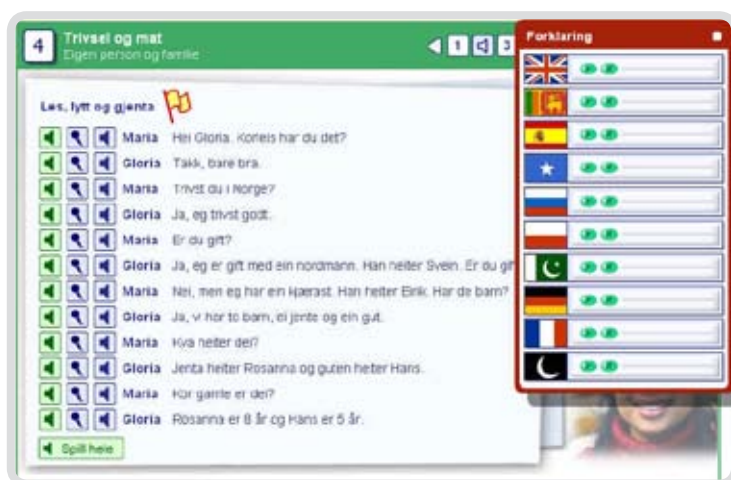 4
Trivsel og mat
Eigen person og familie
1
3
Forklaring
Les, lytt og gjenta
Maria Hei Gloria. Korleis har du det?
Gloria Takk, bare bra.
Maria Trivst du i Norge?
Gloria Ja, eg trivst godt.
Maria Er du gift?
Gloria Ja, eg er gift med ein nordmann. Han heiter Svein. Er du gif
Maria Nei, men eg har ein kjærast. Han heiter Eirik. Har de barn?
Gloria Ja, vi har to barn, ei jente og ein gut.
Maria Kva heiter dei?
Gloria Jenta heiter Rosanna og guten heiter Hans.
Maria Kor gamle er dei?
Gloria Rosanna er 8 år og Hans er 5 år.
Spill heile